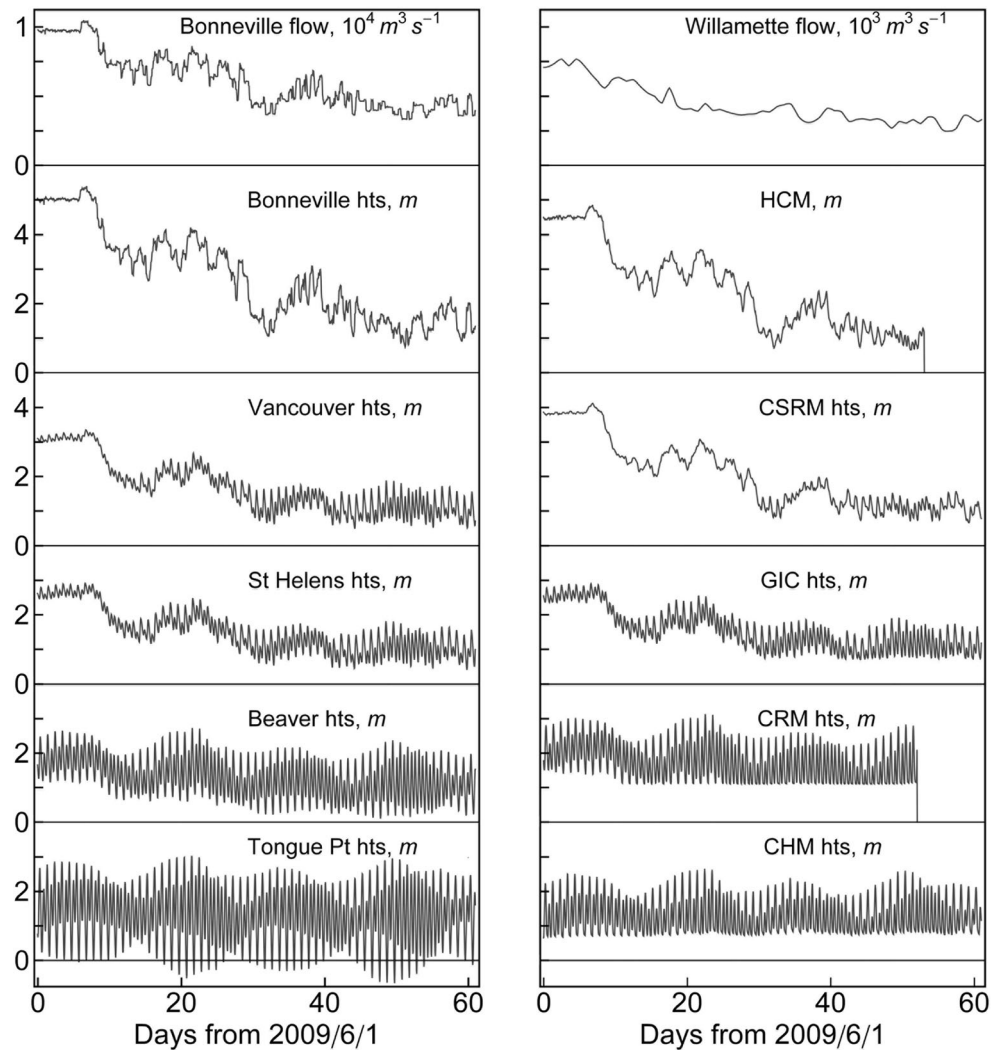 Bonneville flow, 10⁴ m³ s⁻¹
1
0
Bonneville hts, m
4
2
0
Vancouver hts, m
4
2
0
St Helens hts, m
2
0
Beaver hts, m
2
0
Tongue Pt hts, m
2
0
0 20 40 60
Days from 2009/6/1
Willamette flow, 10³ m³ s⁻¹
HCM, m
CSRM hts, m
GIC hts, m
CRM hts, m
CHM hts, m
0 20 40 60
Days from 2009/6/1